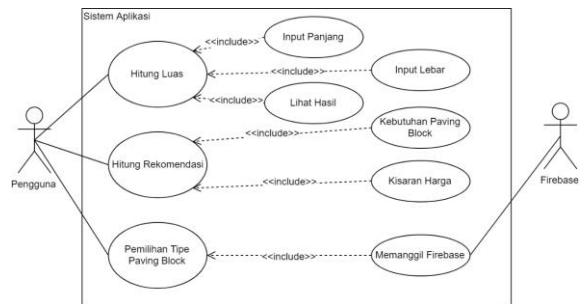 Sistem Aplikasi
<<include>>
Input Panjang
Hitung Luas
<<include>>
Input Lebar
<<include>>
Lihat Hasil
<<include>>
Kebutuhan Paving
Block
Hitung Rekomendasi
Pengguna
<<include>>
Kisaran Harga
Firebase
Pemilihan Tipe
Paving Block
<<include>>
Memanggil Firebase